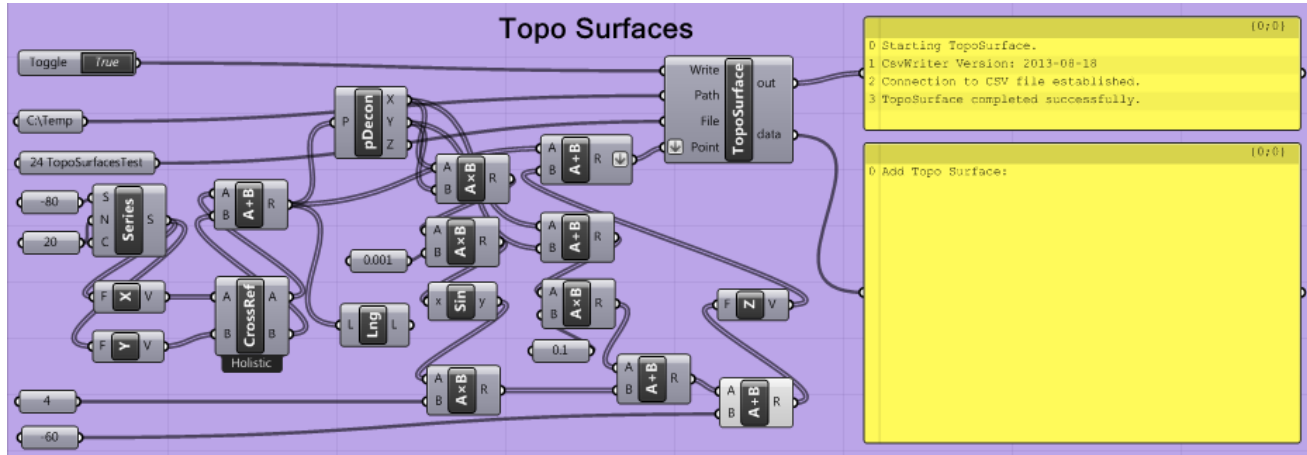 Topo Surfaces
Toggle True
C:\Temp
24 TopoSurfacesTest
-80
20
S
N
C
Series
S
F X V
F Y V
A
B
A+B
R
A
B
CrossRef
A
B
Holistic
4
-60
P
pDecon
X
Y
Z
L Lng L
A
B
A×B
R
0.001
A
B
A×B
R
x Sin y
A
B
A×B
R
A
B
A+B
R
A
B
A+B
R
A
B
A×B
R
0.1
A
B
A+B
R
A
B
A+B
R
F Z V
Write
Path
File
Point
TopoSurface
out
data
{0;0}
0 Starting TopoSurface.
1 CsvWriter Version: 2013-08-18
2 Connection to CSV file established.
3 TopoSurface completed successfully.
{0;0}
0 Add Topo Surface: